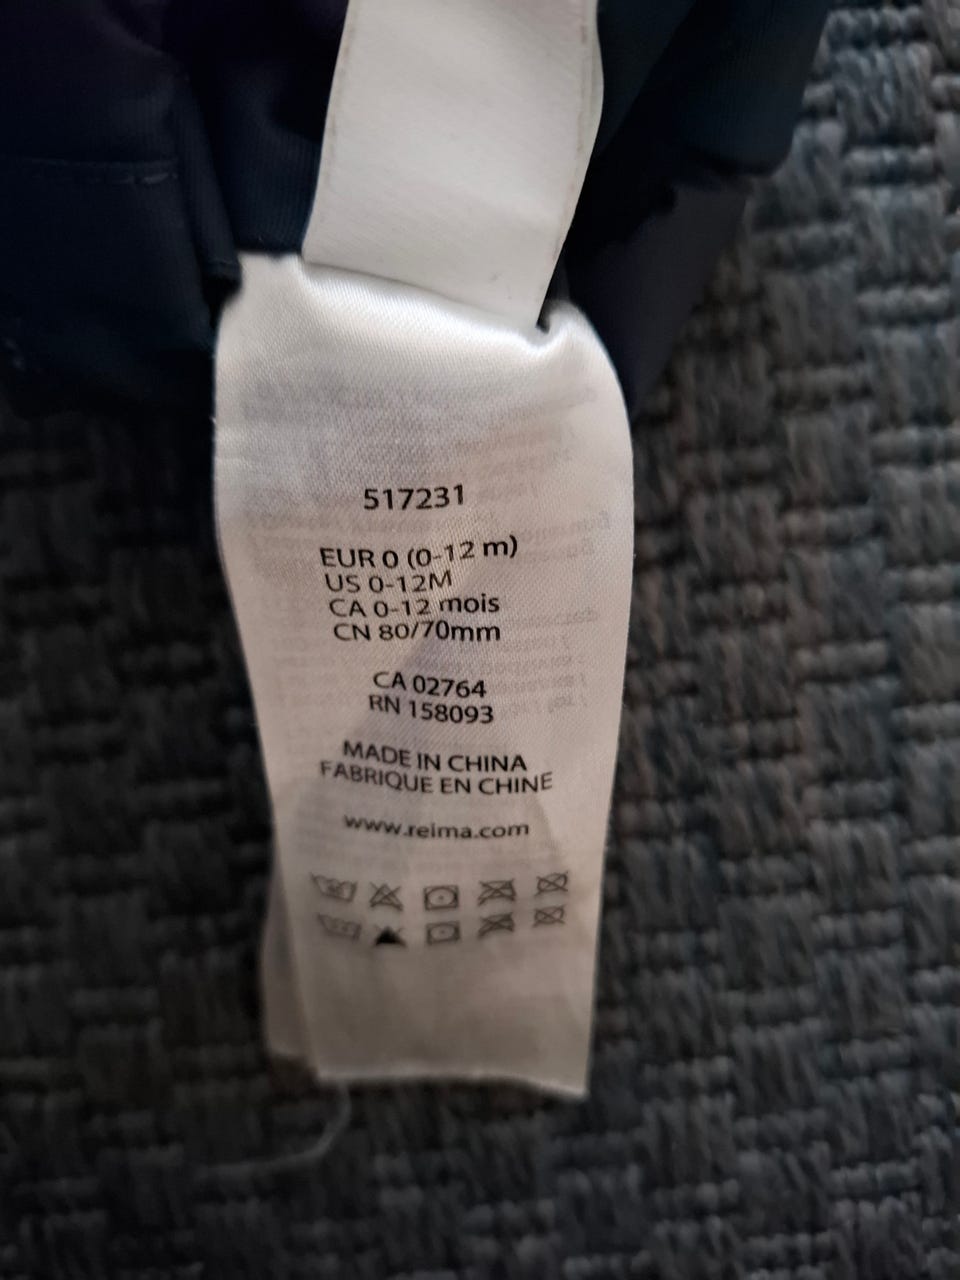 517231
EUR 0 (0-12 m)
US 0-12M
CA 0-12 mois
CN 80/70mm
CA 02764
RN 158093
MADE IN CHINA
FABRIQUE EN CHINE
www.reima.com